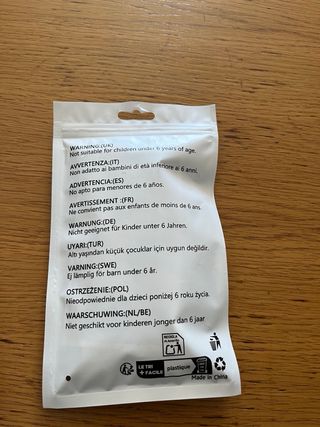 WARNING:(UK)
Not suitable for children under 6 years of age.
AVVERTENZA:(IT)
Non adatto ai bambini di età inferiore ai 6 anni.
ADVERTENCIA:(ES)
No apto para menores de 6 años.
AVERTISSEMENT :(FR)
Ne convient pas aux enfants de moins de 6 ans.
WARNUNG:(DE)
Nicht geeignet für Kinder unter 6 Jahren.
UYARI:(TUR)
Altı yaşından küçük çocuklar için uygun değildir.
VARNING:(SWE)
Ej lämplig för barn under 6 år.
OSTRZEŻENIE:(POL)
Nieodpowiednie dla dzieci poniżej 6 roku życia.
WAARSCHUWING:(NL/BE)
Niet geschikt voor kinderen jonger dan 6 jaar
LE TRI
+ FACILE
plastique
Made in China